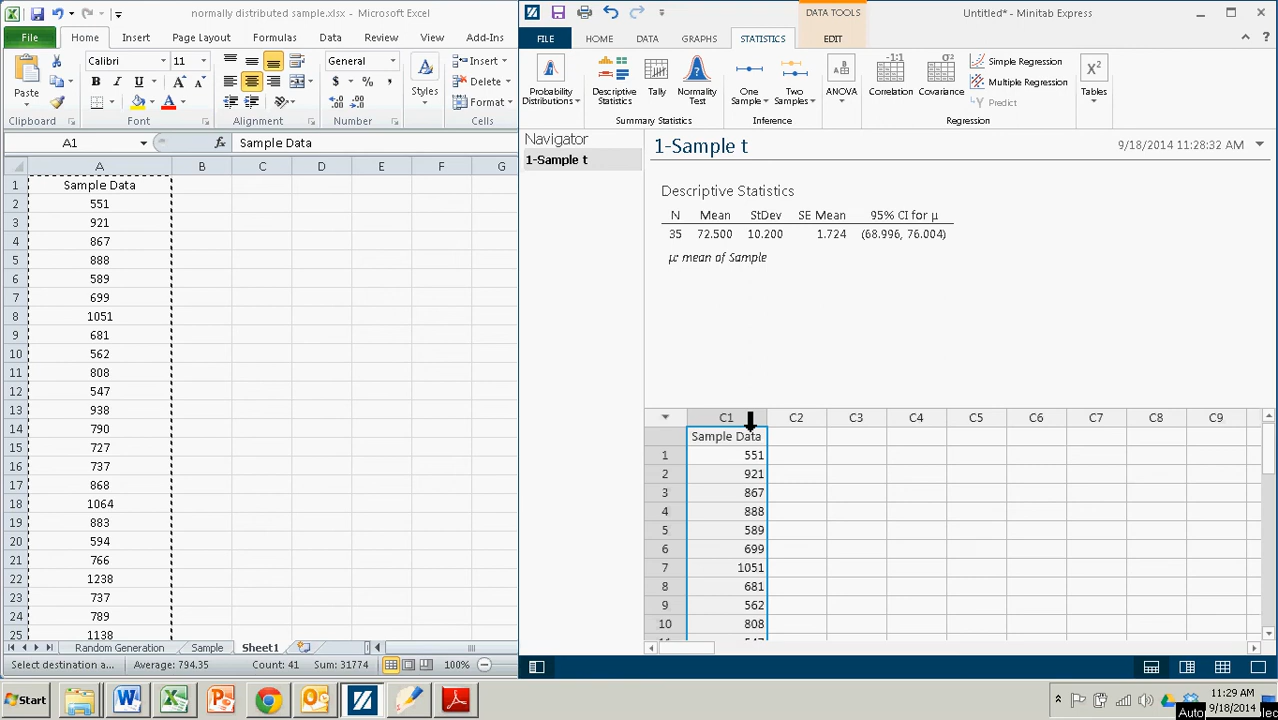 normally distributed sample.xlsx - Microsoft Excel
File Home Insert Page Layout Formulas Data Review View Add-Ins
Paste Calibri 11 General Styles Insert
Delete
Format
Clipboard Font Alignment Number Cells
A1 fx Sample Data
A B C D E F G
1 Sample Data
2 551
3 921
4 867
5 888
6 589
7 699
8 1051
9 681
10 562
11 808
12 547
13 938
14 790
15 727
16 737
17 868
18 1064
19 883
20 594
21 766
22 1238
23 737
24 789
25 1138
Random Generation Sample Sheet1
Select destination a... Average: 794.35 Count: 41 Sum: 31774 100%
DATA TOOLS Untitled* - Minitab Express
FILE HOME DATA GRAPHS STATISTICS EDIT
Probability Distributions Descriptive Statistics Tally Normality Test One Sample Two Samples ANOVA Correlation Covariance Simple Regression
Multiple Regression
Predict
Tables
Summary Statistics Inference Regression
Navigator
1-Sample t
1-Sample t 9/18/2014 11:28:32 AM
Descriptive Statistics
N Mean StDev SE Mean 95% CI for μ
35 72.500 10.200 1.724 (68.996, 76.004)
μ: mean of Sample
C1 C2 C3 C4 C5 C6 C7 C8 C9
Sample Data
1 551
2 921
3 867
4 888
5 589
6 699
7 1051
8 681
9 562
10 808
Start
11:29 AM
9/18/2014